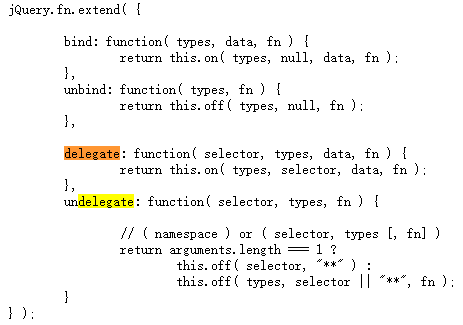 jQuery.fn.extend( {
bind: function( types, data, fn ) {
return this.on( types, null, data, fn );
},
unbind: function( types, fn ) {
return this.off( types, null, fn );
},
delegate: function( selector, types, data, fn ) {
return this.on( types, selector, data, fn );
},
undelegate: function( selector, types, fn ) {
// ( namespace ) or ( selector, types [, fn] )
return arguments.length === 1 ?
this.off( selector, "**" ) :
this.off( types, selector || "**", fn );
}
} );